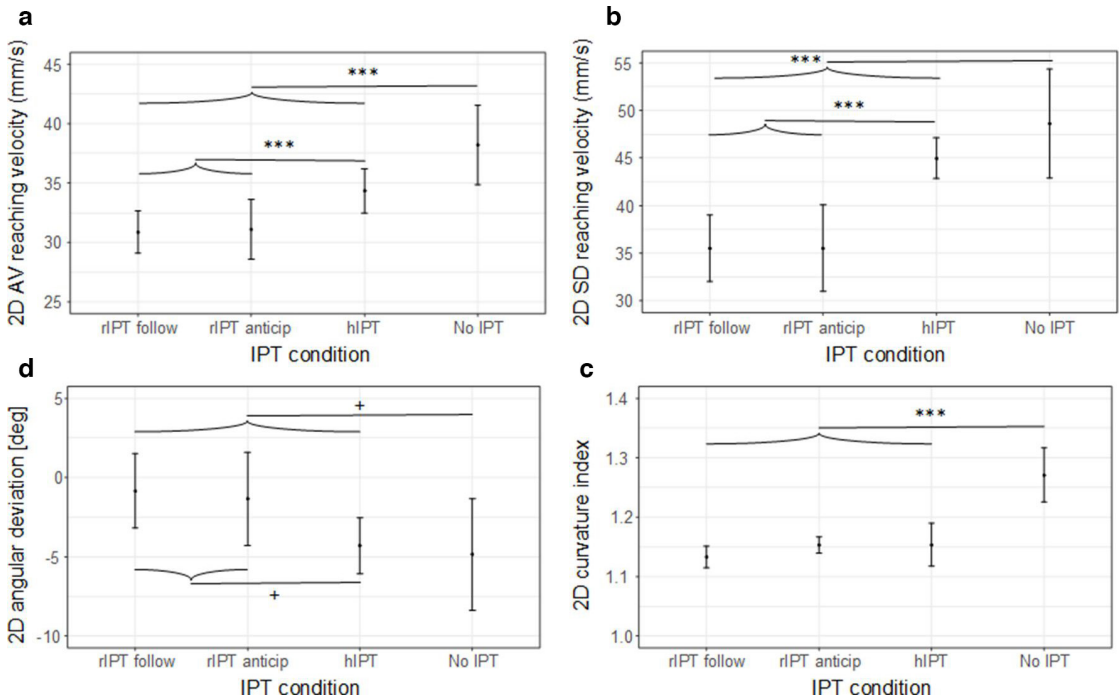 a
2D AV reaching velocity (mm/s)
45
40
35
30
25
***
***
rIPT follow
rIPT anticip
hIPT
No IPT
IPT condition
b
2D SD reaching velocity (mm/s)
55
50
45
40
35
30
***
***
rIPT follow
rIPT anticip
hIPT
No IPT
IPT condition
d
2D angular deviation [deg]
5
0
-5
-10
+
+
rIPT follow
rIPT anticip
hIPT
No IPT
IPT condition
c
2D curvature index
1.4
1.3
1.2
1.1
1.0
***
rIPT follow
rIPT anticip
hIPT
No IPT
IPT condition